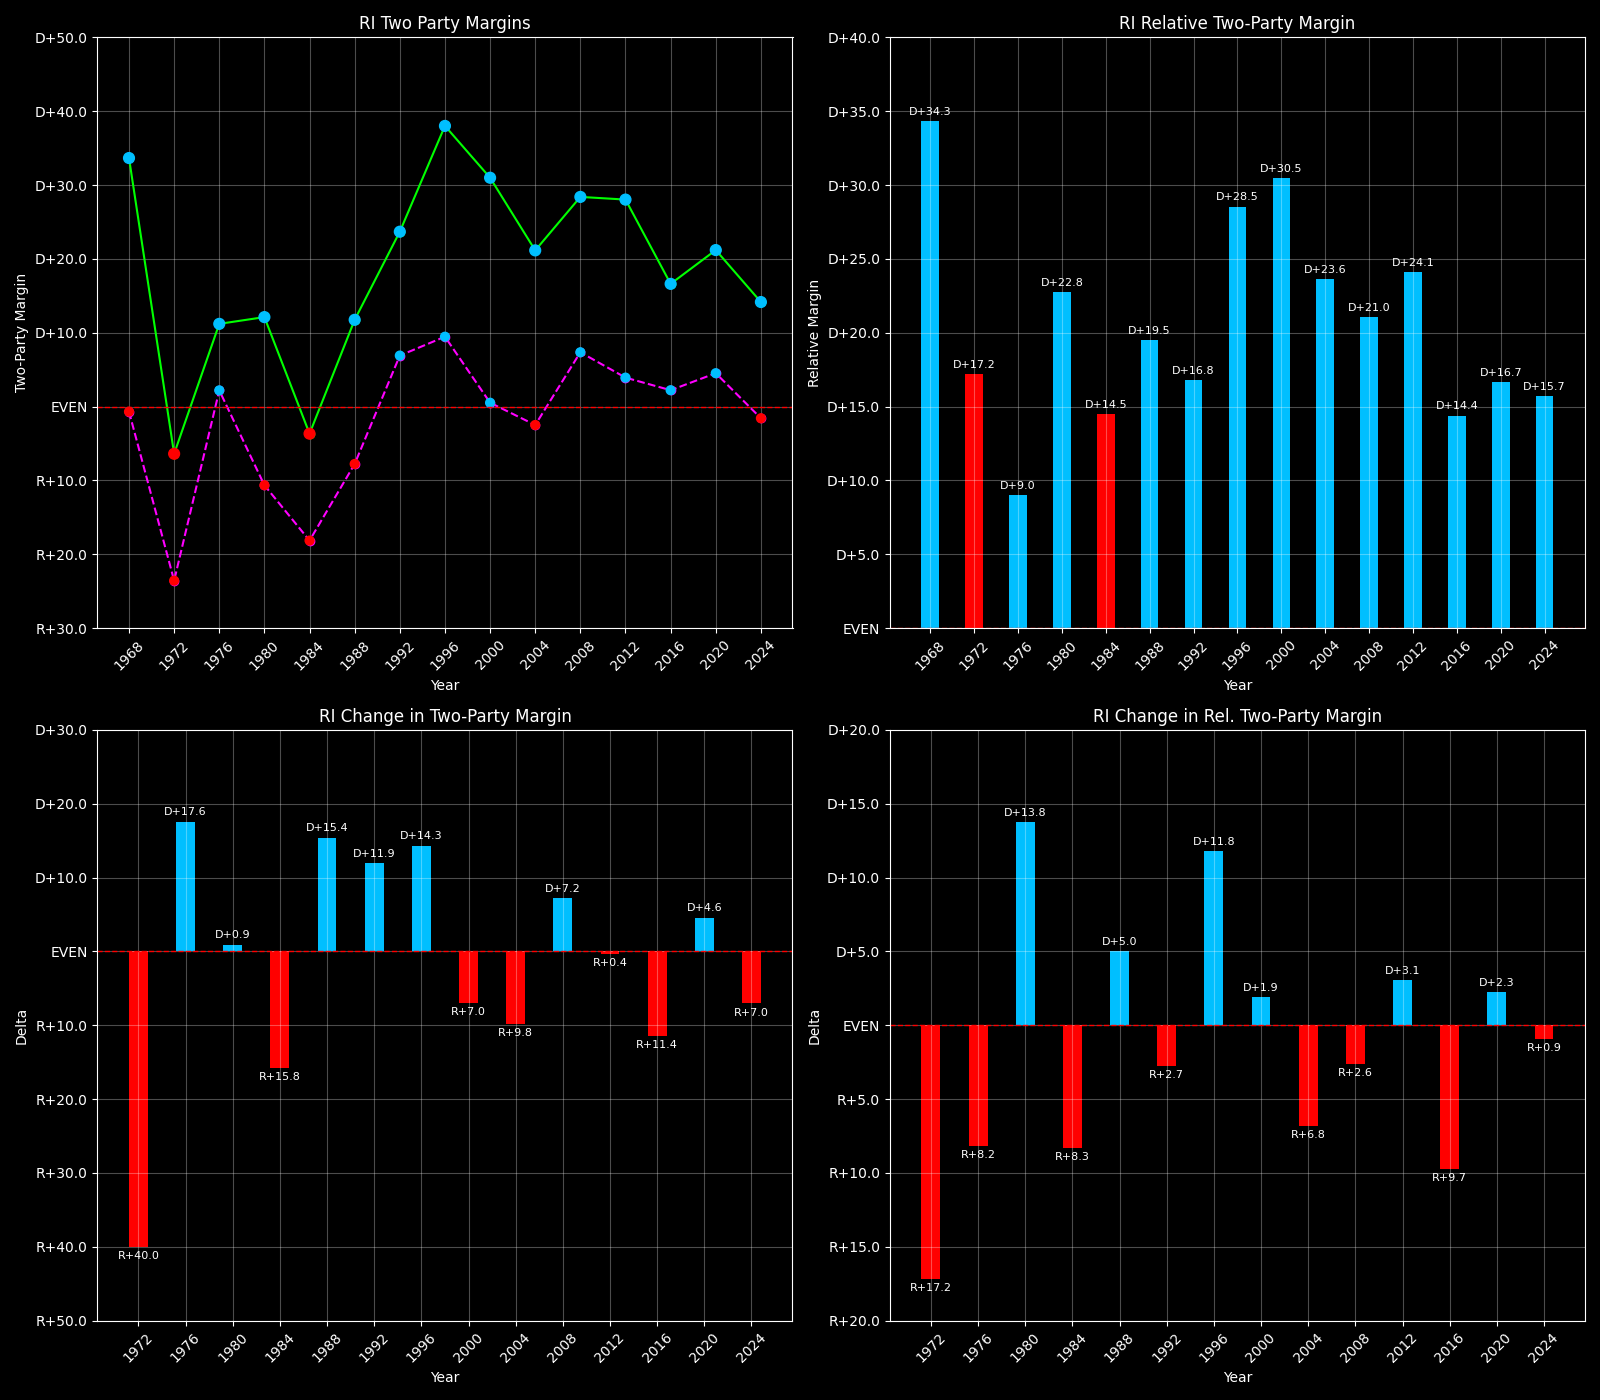 RI Two Party Margins
D+50.0
D+40.0
D+30.0
D+20.0
D+10.0
EVEN
R+10.0
R+20.0
R+30.0
Two-Party Margin
1968 1972 1976 1980 1984 1988 1992 1996 2000 2004 2008 2012 2016 2020 2024
Year
RI Relative Two-Party Margin
D+40.0
D+35.0
D+30.0
D+25.0
D+20.0
D+15.0
D+10.0
D+5.0
EVEN
Relative Margin
D+34.3
D+17.2
D+9.0
D+22.8
D+14.5
D+19.5
D+16.8
D+28.5
D+30.5
D+23.6
D+21.0
D+24.1
D+14.4
D+16.7
D+15.7
1968 1972 1976 1980 1984 1988 1992 1996 2000 2004 2008 2012 2016 2020 2024
Year
RI Change in Two-Party Margin
D+30.0
D+20.0
D+10.0
EVEN
R+10.0
R+20.0
R+30.0
R+40.0
R+50.0
Delta
R+40.0
D+17.6
D+0.9
R+15.8
D+15.4
D+11.9
D+14.3
R+7.0
R+9.8
D+7.2
R+0.4
R+11.4
D+4.6
R+7.0
1972 1976 1980 1984 1988 1992 1996 2000 2004 2008 2012 2016 2020 2024
Year
RI Change in Rel. Two-Party Margin
D+20.0
D+15.0
D+10.0
D+5.0
EVEN
R+5.0
R+10.0
R+15.0
R+20.0
Delta
R+17.2
R+8.2
D+13.8
R+8.3
D+5.0
R+2.7
D+11.8
D+1.9
R+6.8
R+2.6
D+3.1
R+9.7
D+2.3
R+0.9
1972 1976 1980 1984 1988 1992 1996 2000 2004 2008 2012 2016 2020 2024
Year